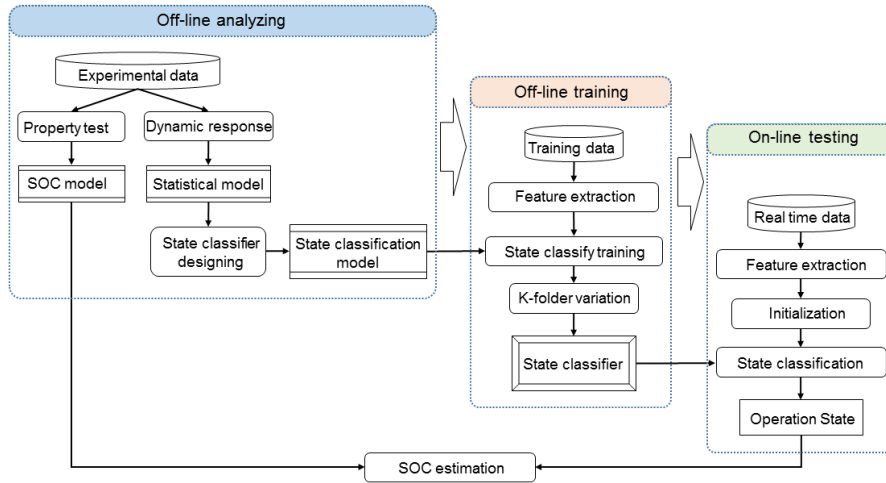 Off-line analyzing
Experimental data
Property test
Dynamic response
SOC model
Statistical model
State classifier
designing
State classification
model
Off-line training
Training data
Feature extraction
State classify training
K-folder variation
State classifier
On-line testing
Real time data
Feature extraction
Initialization
State classification
Operation State
SOC estimation